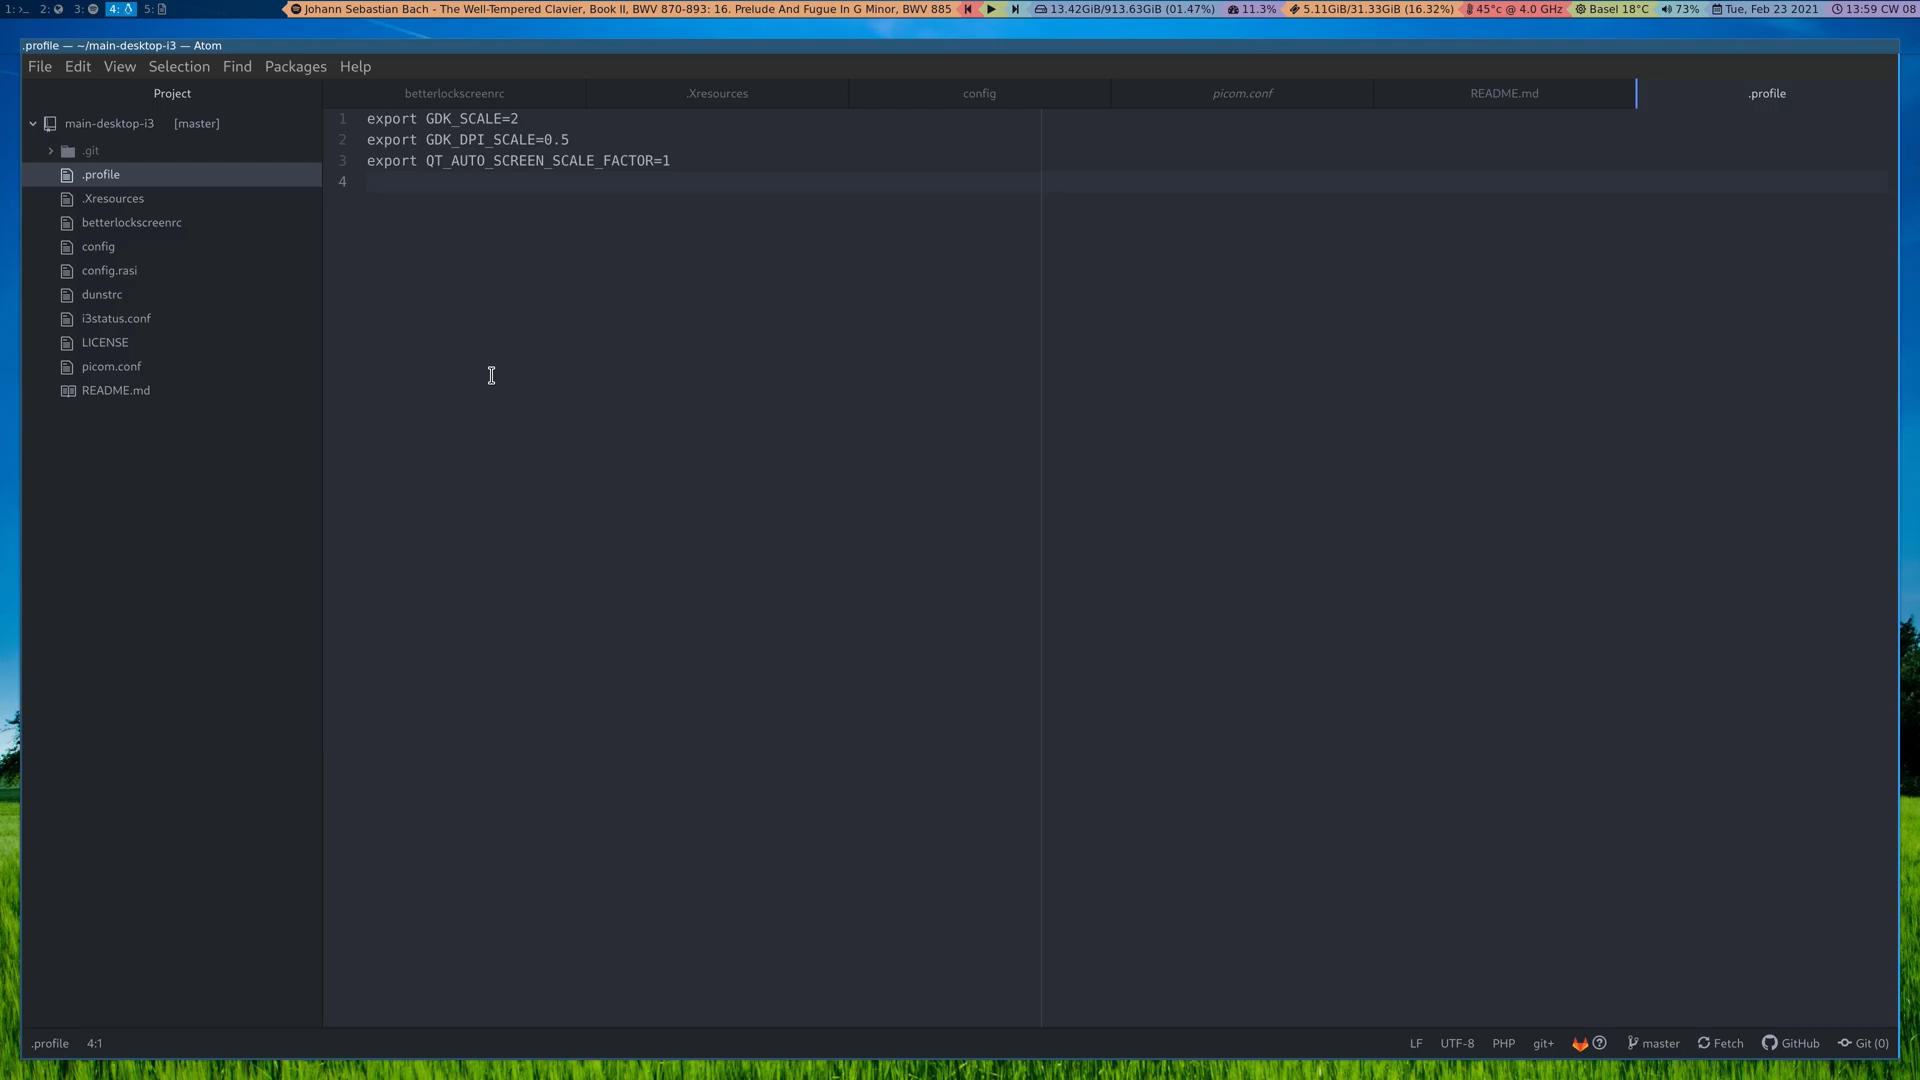 1: 2: 3: 4: 5: Johann Sebastian Bach - The Well-Tempered Clavier, Book II, BWV 870-893: 16. Prelude And Fugue In G Minor, BWV 885 13.42GiB/913.63GiB (01.47%) 11.3% 5.11GiB/31.33GiB (16.32%) 45°c @ 4.0 GHz Basel 18°C 73% Tue, Feb 23 2021 13:59 CW 08
.profile — ~/main-desktop-i3 — Atom
File Edit View Selection Find Packages Help
Project
betterlockscreenrc .Xresources config picom.conf README.md .profile
main-desktop-i3 [master]
.git
.profile
.Xresources
betterlockscreenrc
config
config.rasi
dunstrc
i3status.conf
LICENSE
picom.conf
README.md
1 export GDK_SCALE=2
2 export GDK_DPI_SCALE=0.5
3 export QT_AUTO_SCREEN_SCALE_FACTOR=1
4
.profile 4:1 LF UTF-8 PHP git+ master Fetch GitHub Git (0)